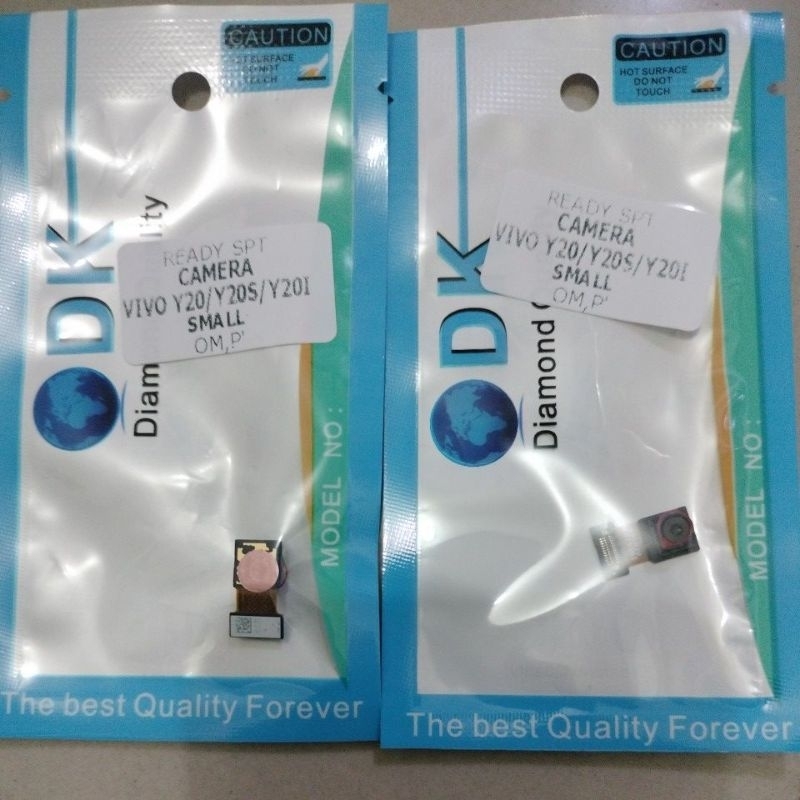 CAUTION
HOT SURFACE
DO NOT
TOUCH
READY SPT
CAMERA
VIVO Y20/Y20S/Y20I
SMALL
OM,P'
DK
Diam
lity
MODEL NO :
The best Quality Forever
CAUTION
HOT SURFACE
DO NOT
TOUCH
READY SPT
CAMERA
VIVO Y20/Y20S/Y20I
SMALL
OM,P'
DK
Diamond
MODEL NO :
The best Quality Forever